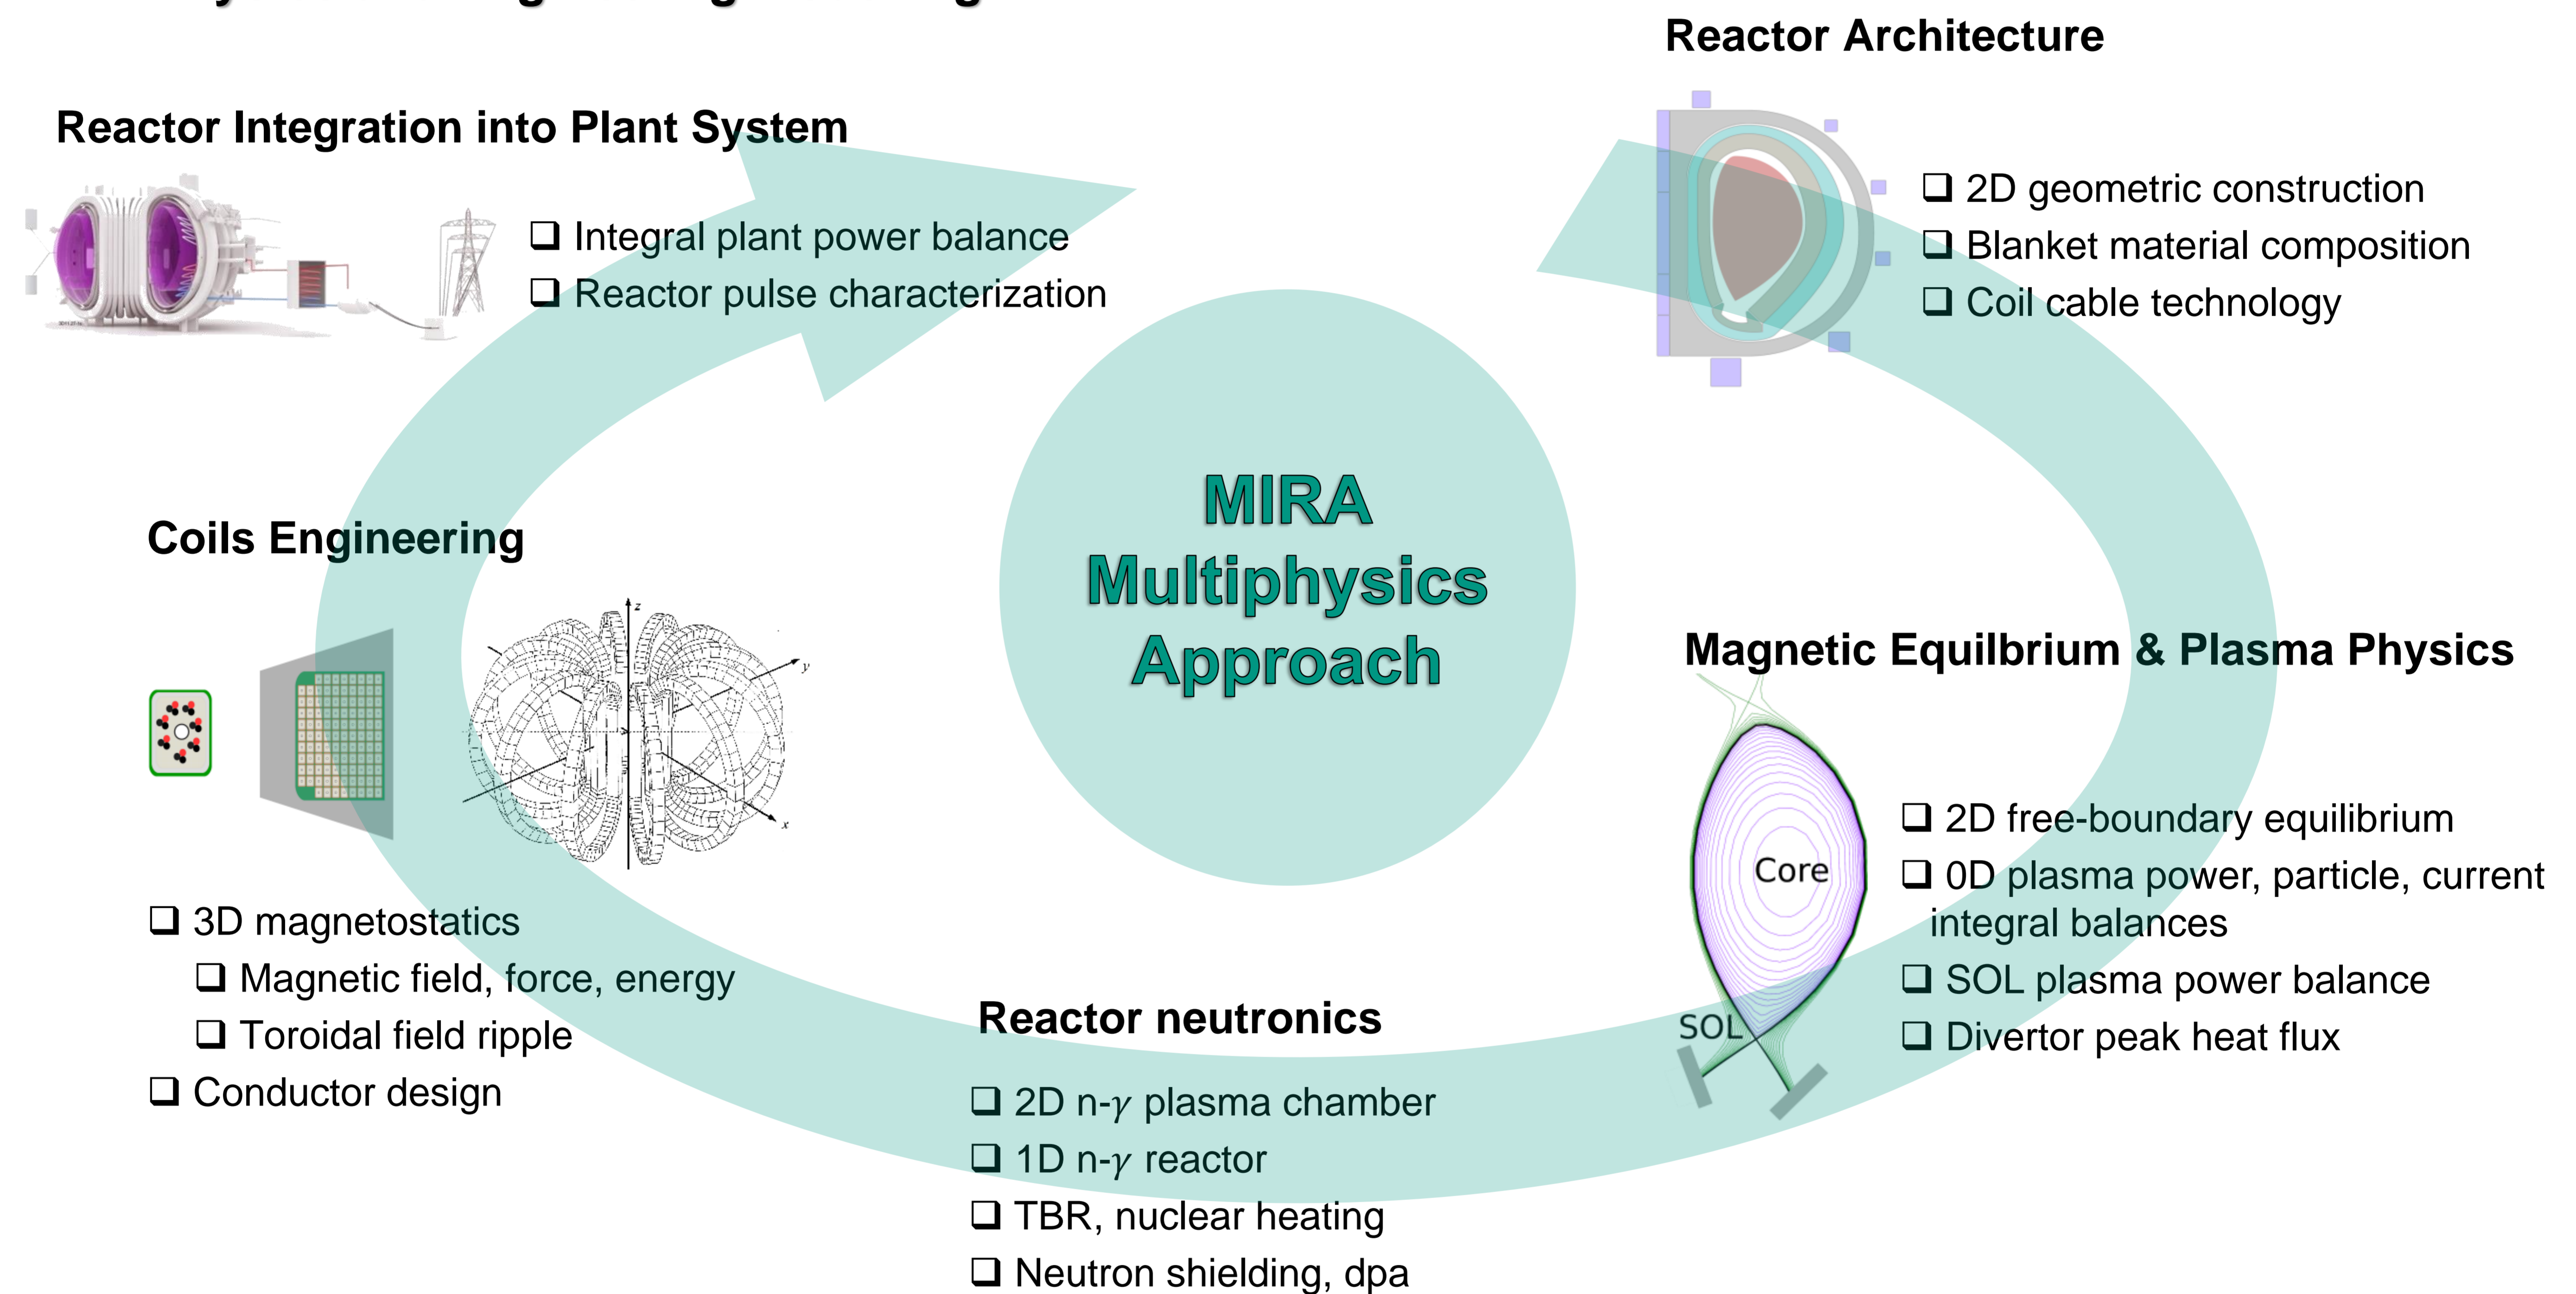 Reactor Architecture
❑ 2D geometric construction
❑ Blanket material composition
❑ Coil cable technology
Magnetic Equilbrium & Plasma Physics
Core
SOL
❑ 2D free-boundary equilibrium
❑ 0D plasma power, particle, current
integral balances
❑ SOL plasma power balance
❑ Divertor peak heat flux
Reactor neutronics
❑ 2D n-γ plasma chamber
❑ 1D n-γ reactor
❑ TBR, nuclear heating
❑ Neutron shielding, dpa
Coils Engineering
z
y
x
❑ 3D magnetostatics
❑ Magnetic field, force, energy
❑ Toroidal field ripple
❑ Conductor design
Reactor Integration into Plant System
❑ Integral plant power balance
❑ Reactor pulse characterization
MIRA
Multiphysics
Approach